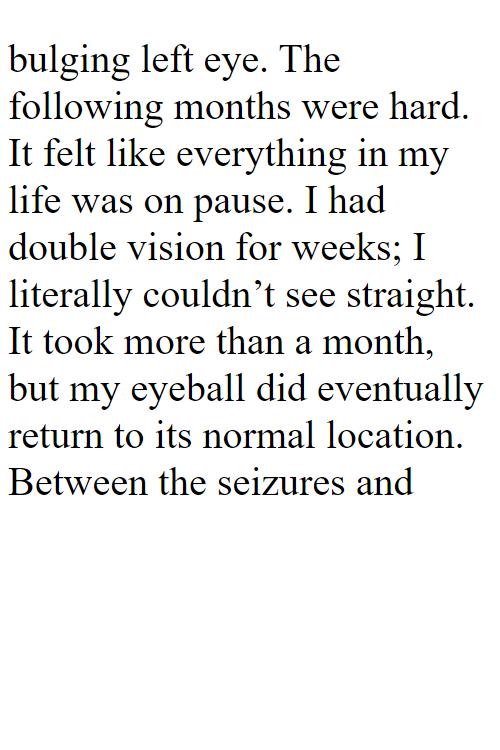 bulging left eye. The
following months were hard.
It felt like everything in my
life was on pause. I had
double vision for weeks; I
literally couldn’t see straight.
It took more than a month,
but my eyeball did eventually
return to its normal location.
Between the seizures and